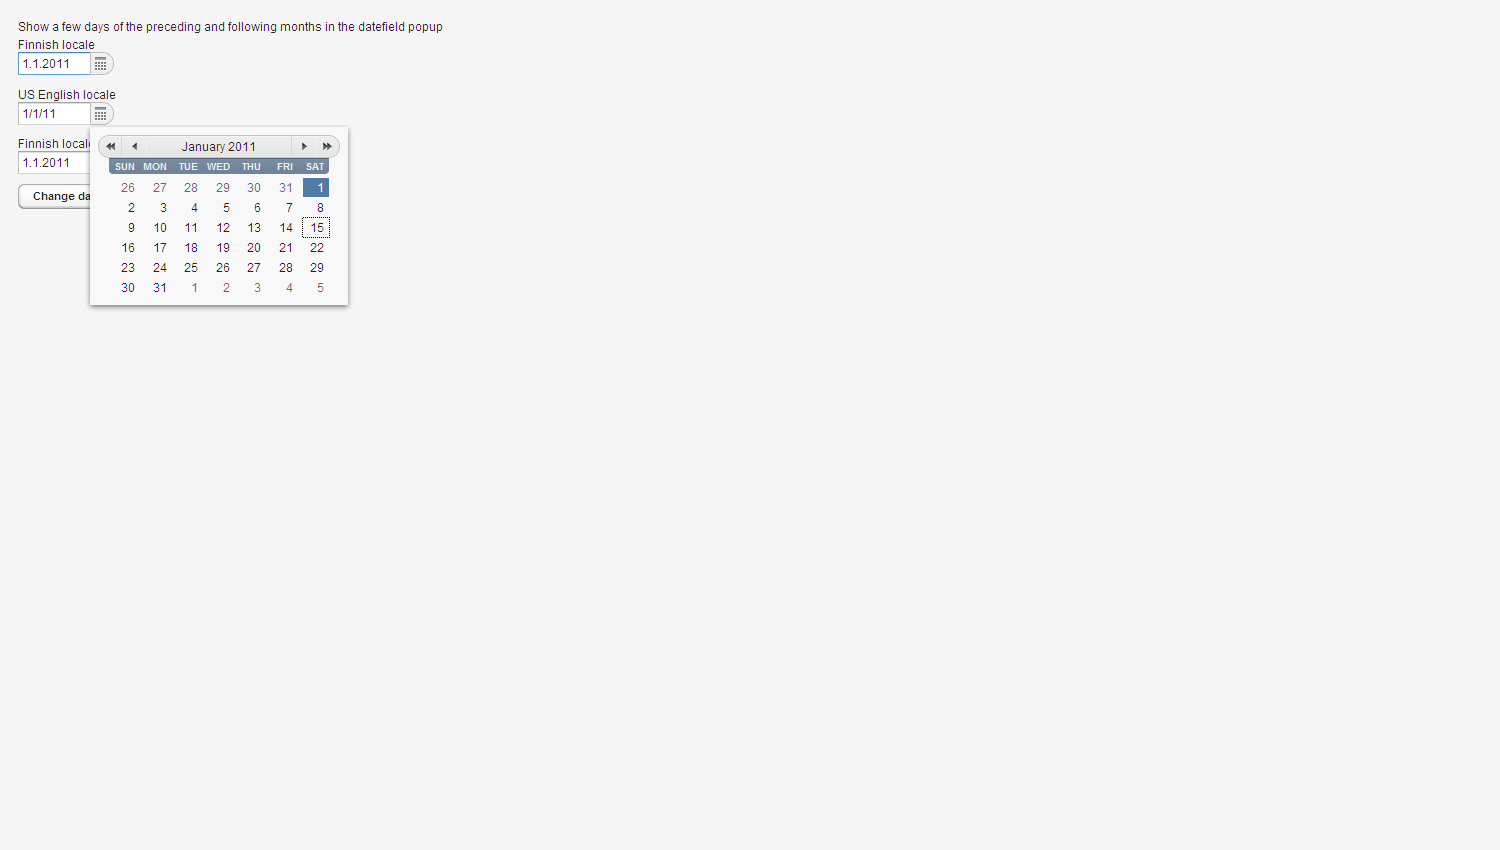 Show a few days of the preceding and following months in the datefield popup
Finnish locale
1.1.2011
US English locale
1/1/11
Finnish locale
1.1.2011
Change da
January 2011
SUN MON TUE WED THU FRI SAT
26 27 28 29 30 31 1
2 3 4 5 6 7 8
9 10 11 12 13 14 15
16 17 18 19 20 21 22
23 24 25 26 27 28 29
30 31 1 2 3 4 5